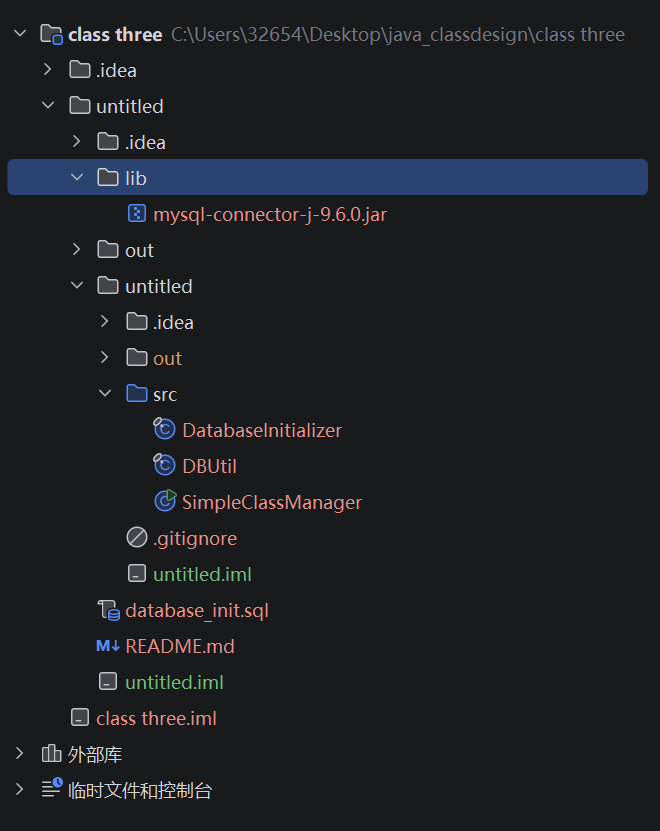 class three C:\Users\32654\Desktop\java_classdesign\class three
.idea
untitled
.idea
lib
mysql-connector-j-9.6.0.jar
out
untitled
.idea
out
src
DatabaseInitializer
DBUtil
SimpleClassManager
.gitignore
untitled.iml
database_init.sql
README.md
untitled.iml
class three.iml
外部库
临时文件和控制台